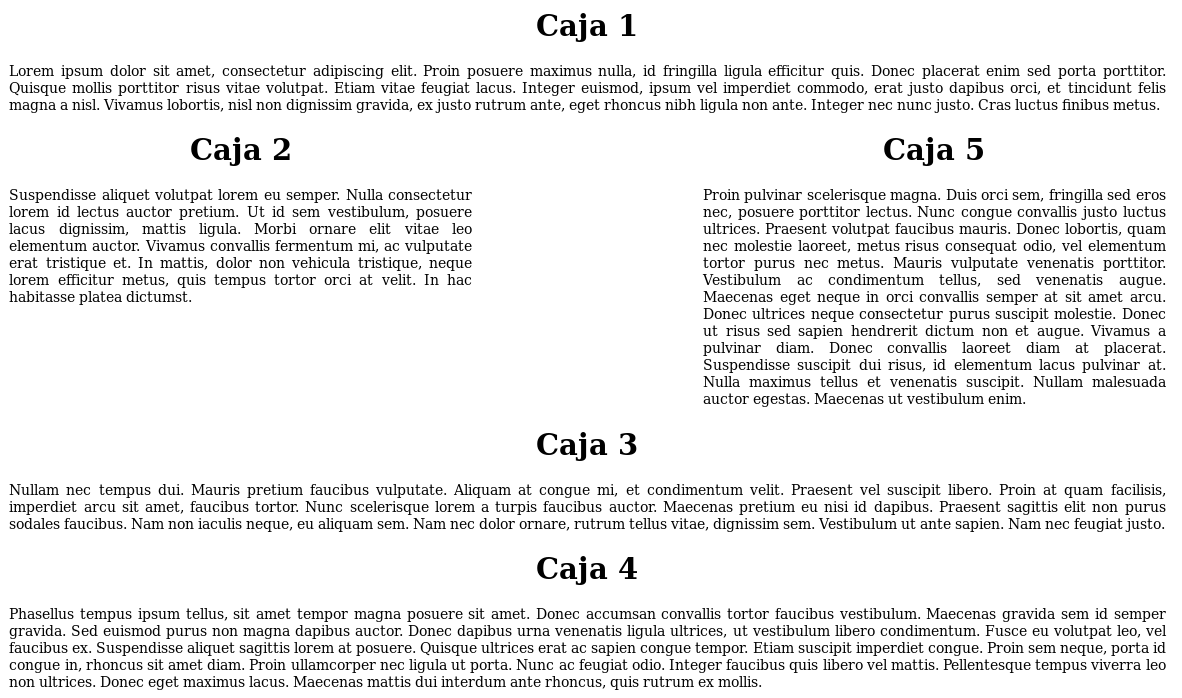 Caja 1
Lorem ipsum dolor sit amet, consectetur adipiscing elit. Proin posuere maximus nulla, id fringilla ligula efficitur quis. Donec placerat enim sed porta porttitor.
Quisque mollis porttitor risus vitae volutpat. Etiam vitae feugiat lacus. Integer euismod, ipsum vel imperdiet commodo, erat justo dapibus orci, et tincidunt felis
magna a nisl. Vivamus lobortis, nisl non dignissim gravida, ex justo rutrum ante, eget rhoncus nibh ligula non ante. Integer nec nunc justo. Cras luctus finibus metus.
Caja 2
Suspendisse aliquet volutpat lorem eu semper. Nulla consectetur
lorem id lectus auctor pretium. Ut id sem vestibulum, posuere
lacus dignissim, mattis ligula. Morbi ornare elit vitae leo
elementum auctor. Vivamus convallis fermentum mi, ac vulputate
erat tristique et. In mattis, dolor non vehicula tristique, neque
lorem efficitur metus, quis tempus tortor orci at velit. In hac
habitasse platea dictumst.
Caja 5
Proin pulvinar scelerisque magna. Duis orci sem, fringilla sed eros
nec, posuere porttitor lectus. Nunc congue convallis justo luctus
ultrices. Praesent volutpat faucibus mauris. Donec lobortis, quam
nec molestie laoreet, metus risus consequat odio, vel elementum
tortor purus nec metus. Mauris vulputate venenatis porttitor.
Vestibulum ac condimentum tellus, sed venenatis augue.
Maecenas eget neque in orci convallis semper at sit amet arcu.
Donec ultrices neque consectetur purus suscipit molestie. Donec
ut risus sed sapien hendrerit dictum non et augue. Vivamus a
pulvinar diam. Donec convallis laoreet diam at placerat.
Suspendisse suscipit dui risus, id elementum lacus pulvinar at.
Nulla maximus tellus et venenatis suscipit. Nullam malesuada
auctor egestas. Maecenas ut vestibulum enim.
Caja 3
Nullam nec tempus dui. Mauris pretium faucibus vulputate. Aliquam at congue mi, et condimentum velit. Praesent vel suscipit libero. Proin at quam facilisis,
imperdiet arcu sit amet, faucibus tortor. Nunc scelerisque lorem a turpis faucibus auctor. Maecenas pretium eu nisi id dapibus. Praesent sagittis elit non purus
sodales faucibus. Nam non iaculis neque, eu aliquam sem. Nam nec dolor ornare, rutrum tellus vitae, dignissim sem. Vestibulum ut ante sapien. Nam nec feugiat justo.
Caja 4
Phasellus tempus ipsum tellus, sit amet tempor magna posuere sit amet. Donec accumsan convallis tortor faucibus vestibulum. Maecenas gravida sem id semper
gravida. Sed euismod purus non magna dapibus auctor. Donec dapibus urna venenatis ligula ultrices, ut vestibulum libero condimentum. Fusce eu volutpat leo, vel
faucibus ex. Suspendisse aliquet sagittis lorem at posuere. Quisque ultrices erat ac sapien congue tempor. Etiam suscipit imperdiet congue. Proin sem neque, porta id
congue in, rhoncus sit amet diam. Proin ullamcorper nec ligula ut porta. Nunc ac feugiat odio. Integer faucibus quis libero vel mattis. Pellentesque tempus viverra leo
non ultrices. Donec eget maximus lacus. Maecenas mattis dui interdum ante rhoncus, quis rutrum ex mollis.